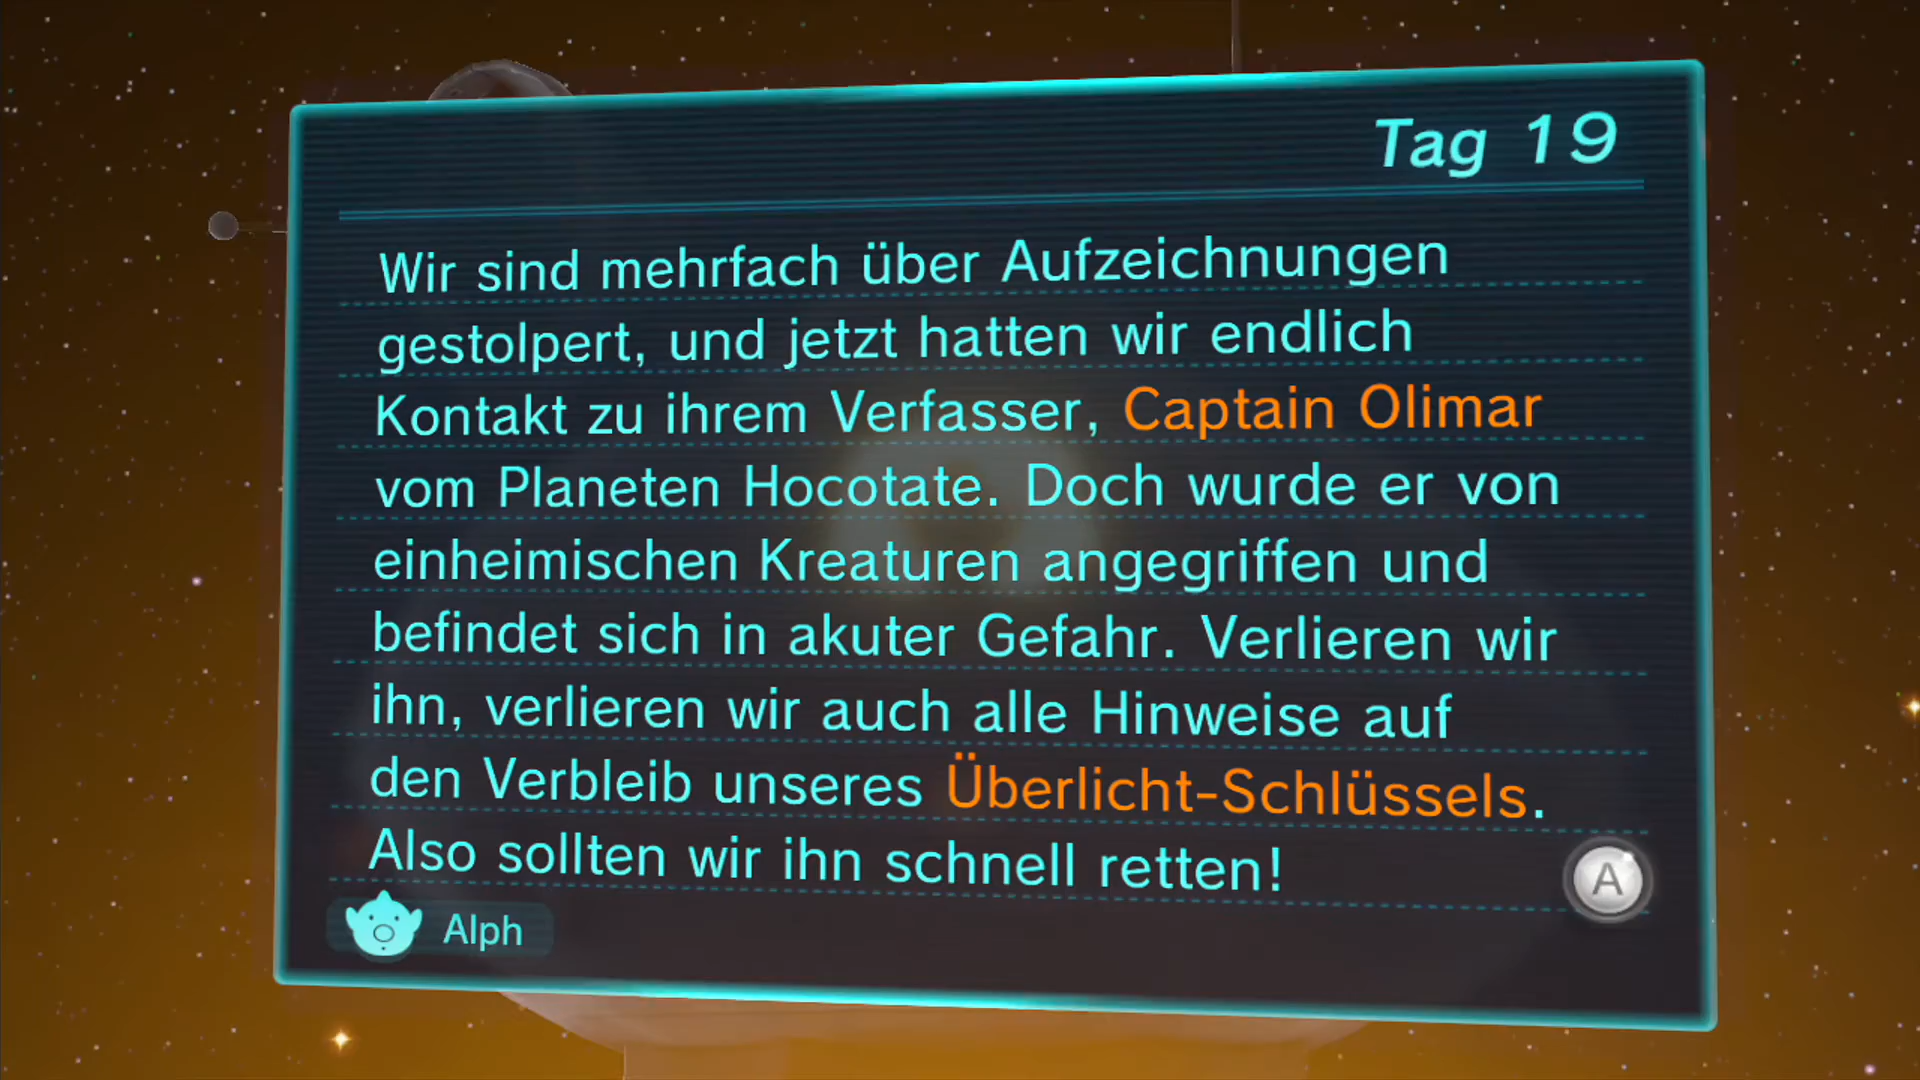 Tag 19
Wir sind mehrfach über Aufzeichnungen
gestolpert, und jetzt hatten wir endlich
Kontakt zu ihrem Verfasser, Captain Olimar
vom Planeten Hocotate. Doch wurde er von
einheimischen Kreaturen angegriffen und
befindet sich in akuter Gefahr. Verlieren wir
ihn, verlieren wir auch alle Hinweise auf
den Verbleib unseres Überlicht-Schlüssels.
Also sollten wir ihn schnell retten!
A
Alph